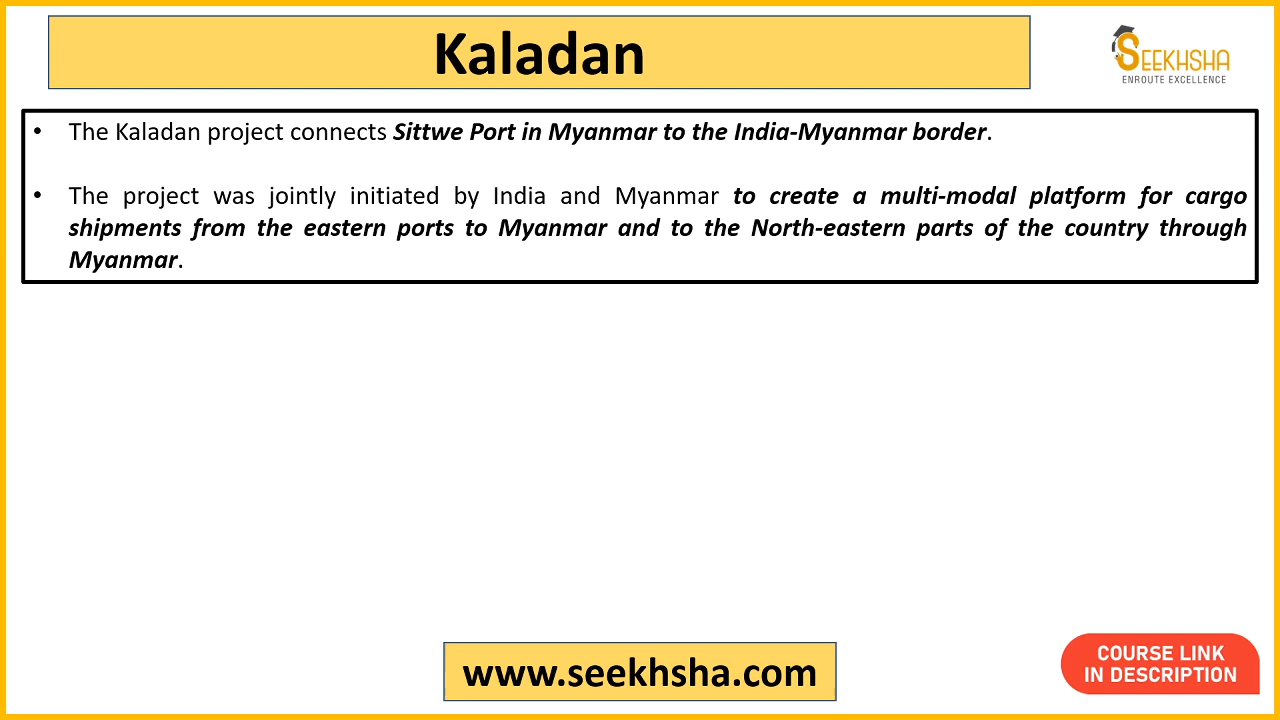 Kaladan
SEEKHSHA
ENROUTE EXCELLENCE
• The Kaladan project connects Sittwe Port in Myanmar to the India-Myanmar border.
• The project was jointly initiated by India and Myanmar to create a multi-modal platform for cargo
shipments from the eastern ports to Myanmar and to the North-eastern parts of the country through
Myanmar.
www.seekhsha.com
COURSE LINK
IN DESCRIPTION